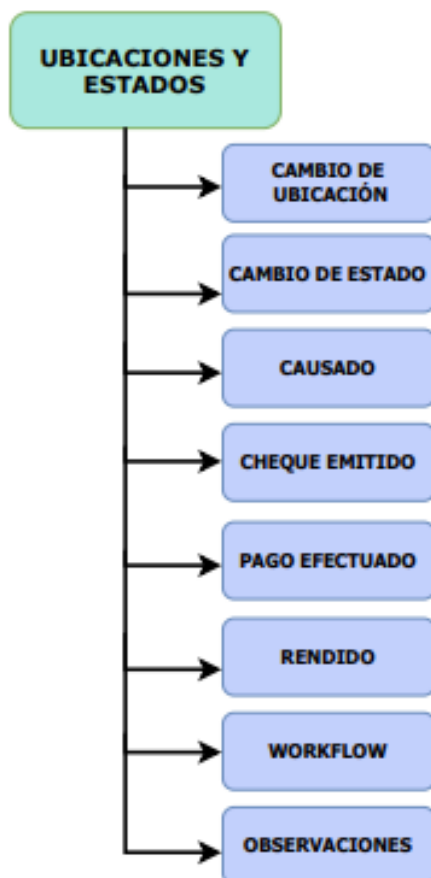 UBICACIONES Y
ESTADOS
CAMBIO DE
UBICACIÓN
CAMBIO DE ESTADO
CAUSADO
CHEQUE EMITIDO
PAGO EFECTUADO
RENDIDO
WORKFLOW
OBSERVACIONES